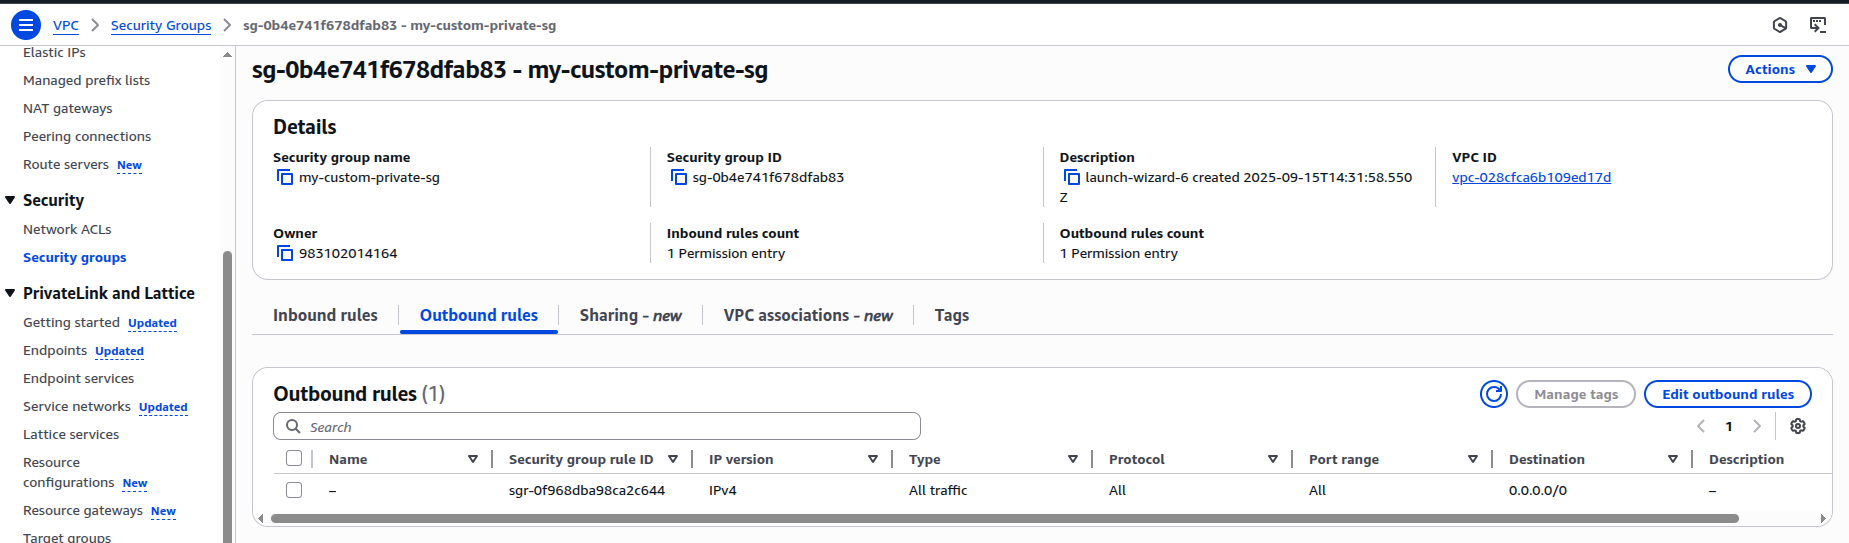 VPC > Security Groups > sg-0b4e741f678dfab83 - my-custom-private-sg
Elastic IPs
Managed prefix lists
NAT gateways
Peering connections
Route servers New
Security
Network ACLs
Security groups
PrivateLink and Lattice
Getting started Updated
Endpoints Updated
Endpoint services
Service networks Updated
Lattice services
Resource
configurations New
Resource gateways New
Target groups
sg-0b4e741f678dfab83 - my-custom-private-sg
Actions
Details
Security group name
my-custom-private-sg
Security group ID
sg-0b4e741f678dfab83
Description
launch-wizard-6 created 2025-09-15T14:31:58.550
Z
VPC ID
vpc-028cfca6b109ed17d
Owner
983102014164
Inbound rules count
1 Permission entry
Outbound rules count
1 Permission entry
Inbound rules Outbound rules Sharing - new VPC associations - new Tags
Outbound rules (1)
Manage tags
Edit outbound rules
Search
1
Name Security group rule ID IP version Type Protocol Port range Destination Description
– sgr-0f968dba98ca2c644 IPv4 All traffic All All 0.0.0.0/0 –